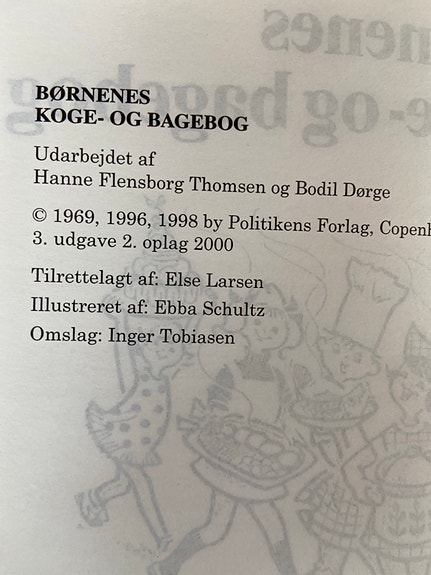 BØRNENES
KOGE- OG BAGEBOG
Udarbejdet af
Hanne Flensborg Thomsen og Bodil Dørge
© 1969, 1996, 1998 by Politikens Forlag, Copenh
3. udgave 2. oplag 2000
Tilrettelagt af: Else Larsen
Illustreret af: Ebba Schultz
Omslag: Inger Tobiasen